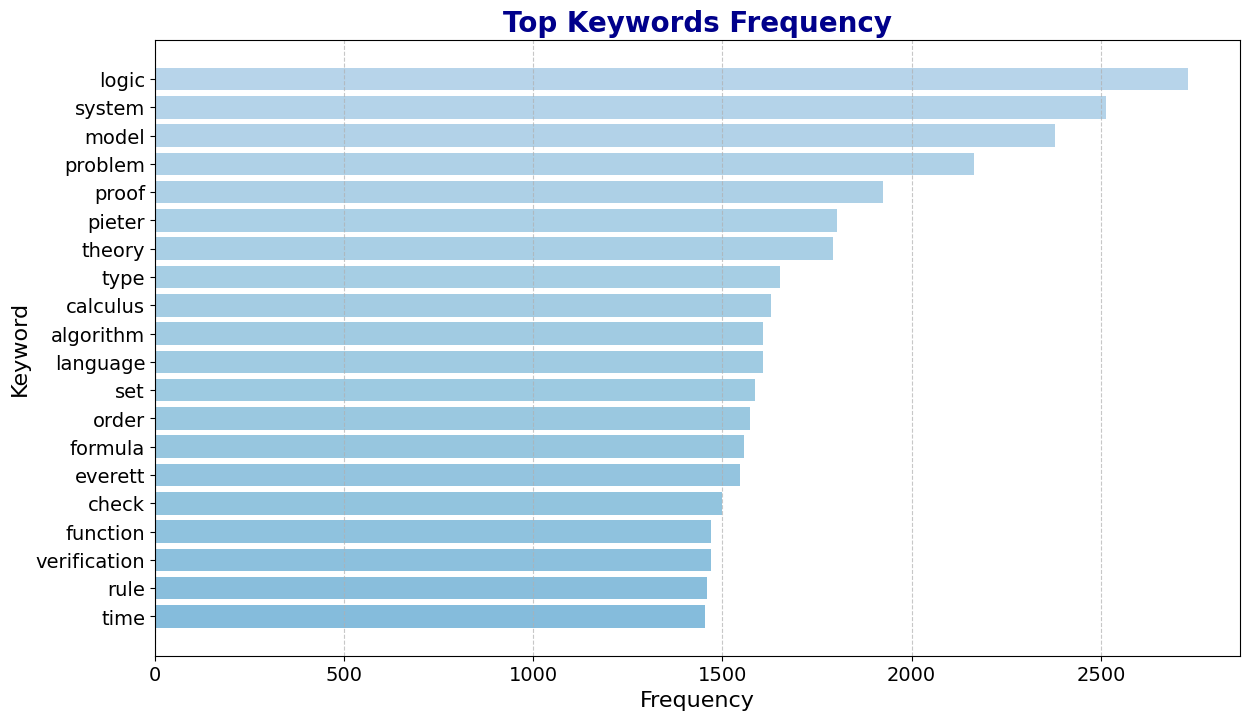 Top Keywords Frequency
Keyword
logic
system
model
problem
proof
pieter
theory
type
calculus
algorithm
language
set
order
formula
everett
check
function
verification
rule
time
0 500 1000 1500 2000 2500
Frequency